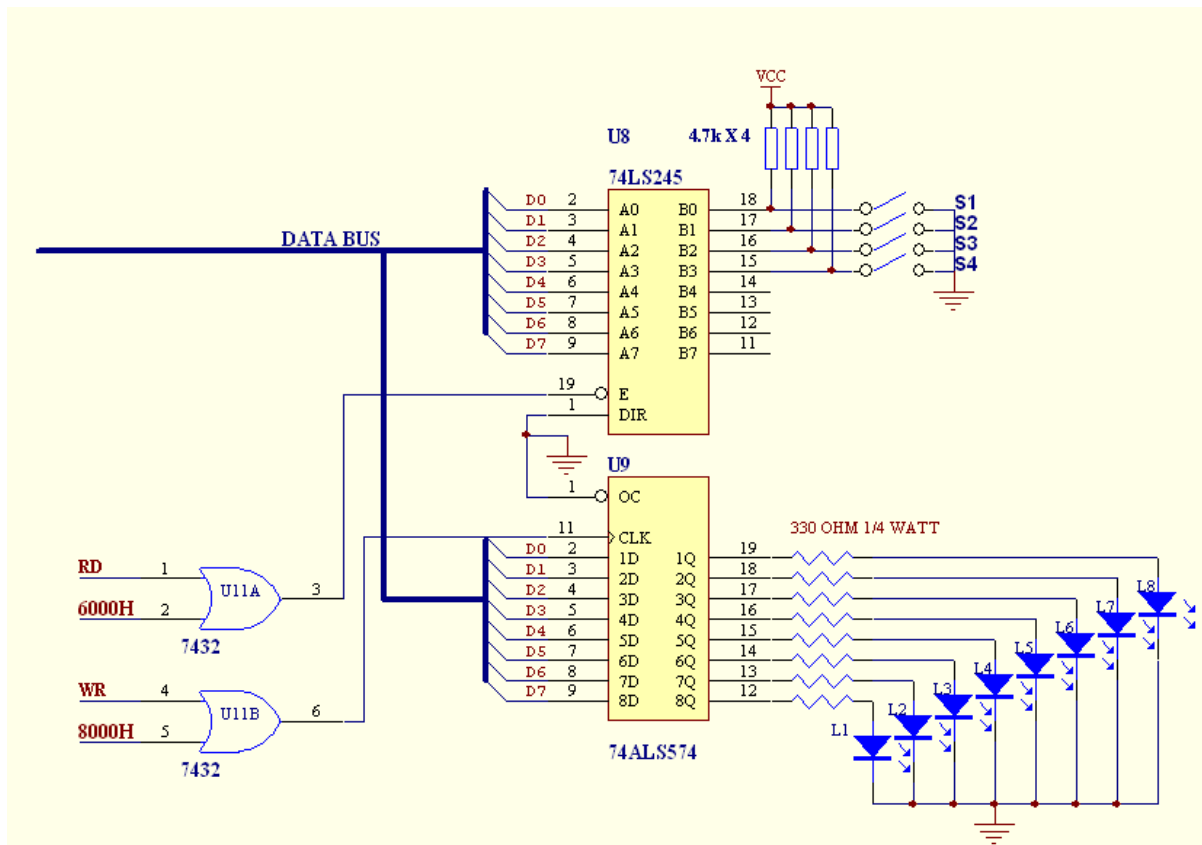 VCC
U8
4.7k X 4
74LS245
D0 2 A0 B0 18 S1
D1 3 A1 B1 17 S2
D2 4 A2 B2 16 S3
D3 5 A3 B3 15 S4
D4 6 A4 B4 14
D5 7 A5 B5 13
D6 8 A6 B6 12
D7 9 A7 B7 11
DATA BUS
19 E
1 DIR
U9
1 OC
11 CLK
330 OHM 1/4 WATT
D0 2 1D 1Q 19
D1 3 2D 2Q 18
D2 4 3D 3Q 17
D3 5 4D 4Q 16
D4 6 5D 5Q 15
D5 7 6D 6Q 14
D6 8 7D 7Q 13
D7 9 8D 8Q 12
L8
L7
L6
L5
L4
L3
L2
L1
74ALS574
RD 1
U11A 3
6000H 2
7432
WR 4
U11B 6
8000H 5
7432